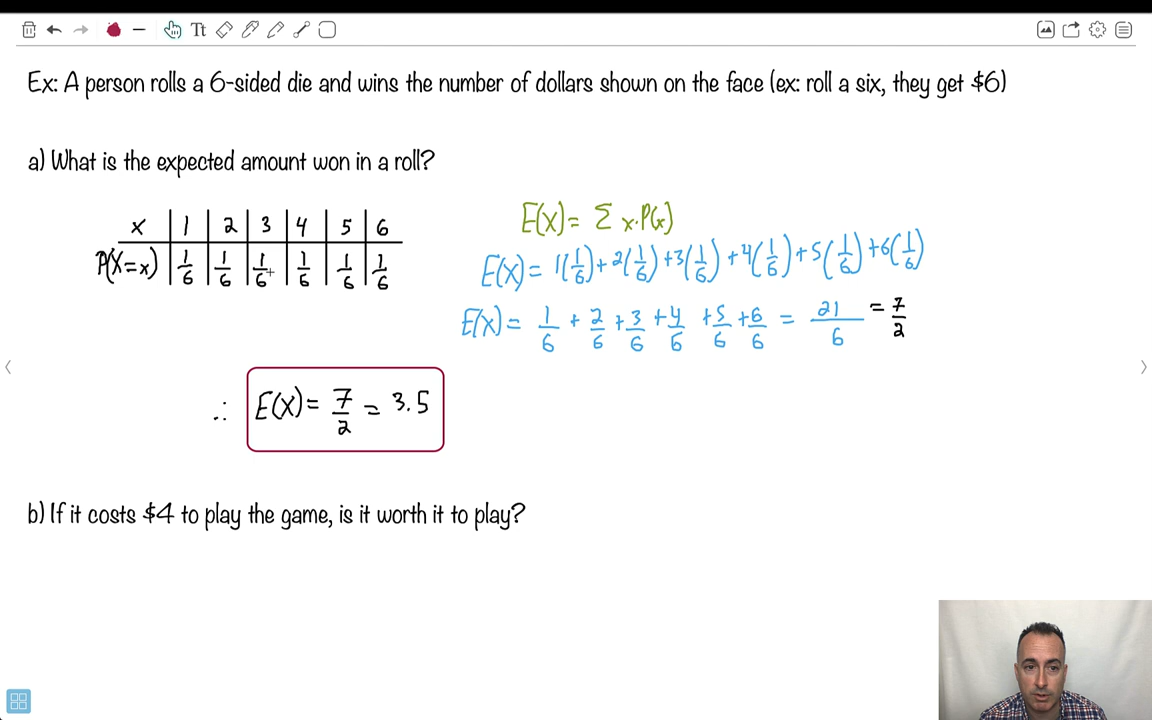 Tt
Ex: A person rolls a 6-sided die and wins the number of dollars shown on the face (ex: roll a six, they get $6)
a) What is the expected amount won in a roll?
x | 1 | 2 | 3 | 4 | 5 | 6
P(X=x) | 1/6 | 1/6 | 1/6 | 1/6 | 1/6 | 1/6
E(X) = Σ x·P(x)
E(X) = 1(1/6) + 2(1/6) + 3(1/6) + 4(1/6) + 5(1/6) + 6(1/6)
E(X) = 1/6 + 2/6 + 3/6 + 4/6 + 5/6 + 6/6 = 21/6 = 7/2
∴ E(X) = 7/2 = 3.5
b) If it costs $4 to play the game, is it worth it to play?